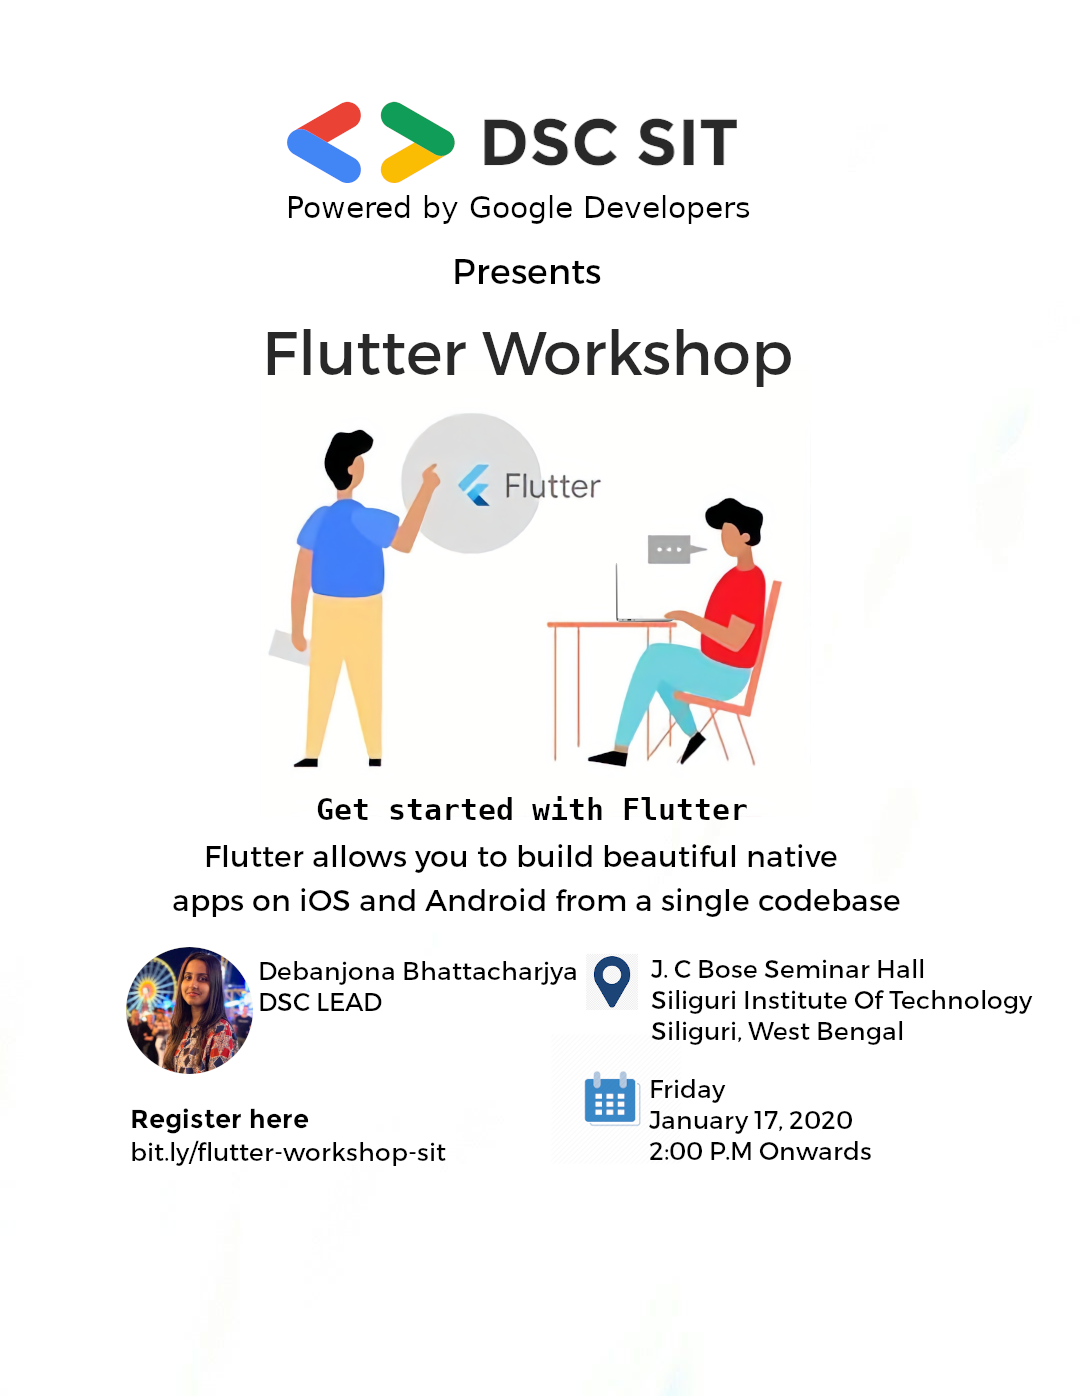 DSC SIT
Powered by Google Developers
Presents
Flutter Workshop
Flutter
Get started with Flutter
Flutter allows you to build beautiful native
apps on iOS and Android from a single codebase
Debanjona Bhattacharjya
DSC LEAD
J. C Bose Seminar Hall
Siliguri Institute Of Technology
Siliguri, West Bengal
Friday
January 17, 2020
2:00 P.M Onwards
Register here
bit.ly/flutter-workshop-sit